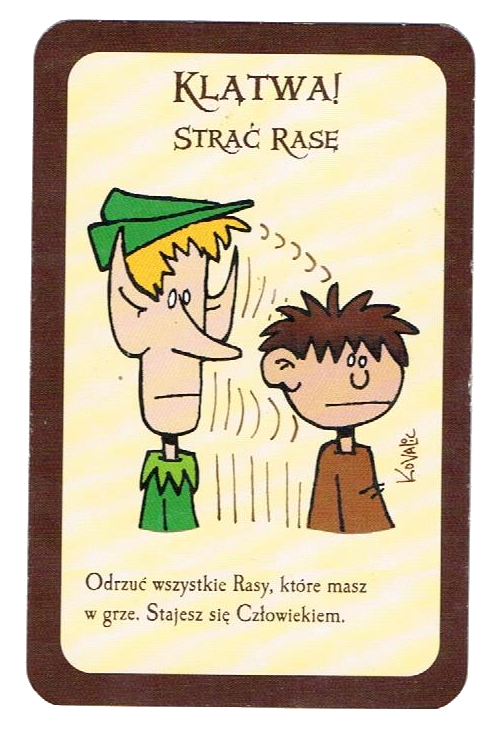 KLĄTWA!
STRAĆ RASĘ
KOVALIC
Odrzuć wszystkie Rasy, które masz
w grze. Stajesz się Człowiekiem.